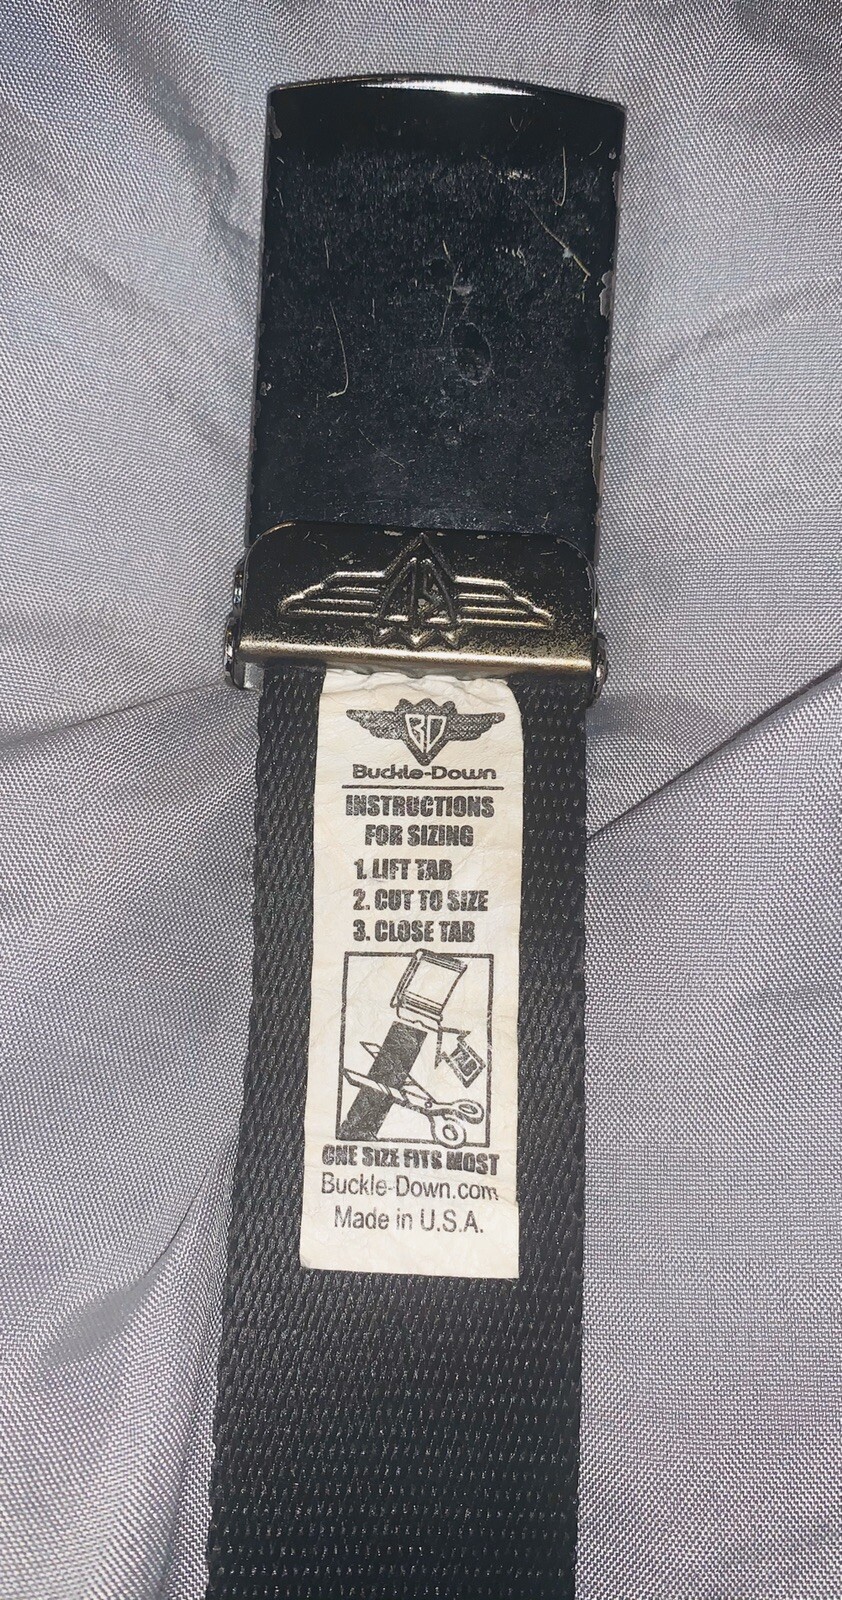 BD
Buckle-Down
INSTRUCTIONS
FOR SIZING
1. LIFT TAB
2. CUT TO SIZE
3. CLOSE TAB
ONE SIZE FITS MOST
Buckle-Down.com
Made in U.S.A.